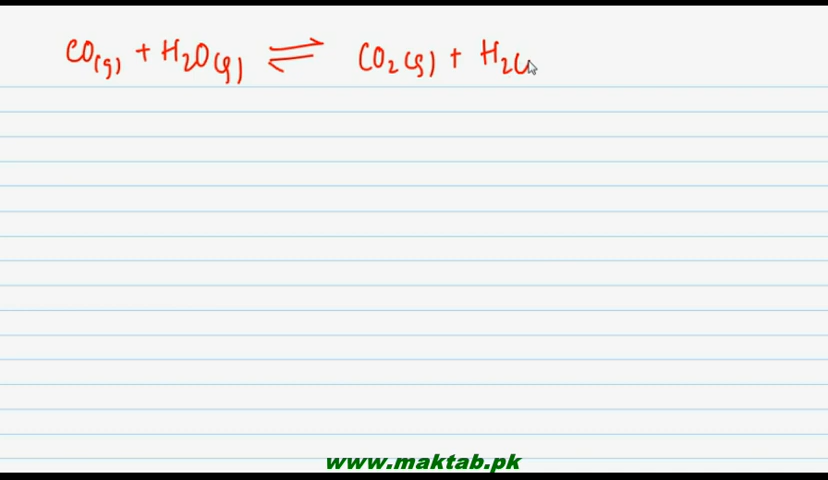 CO(g) + H2O(g) ⇌ CO2(g) + H2(
www.maktab.pk